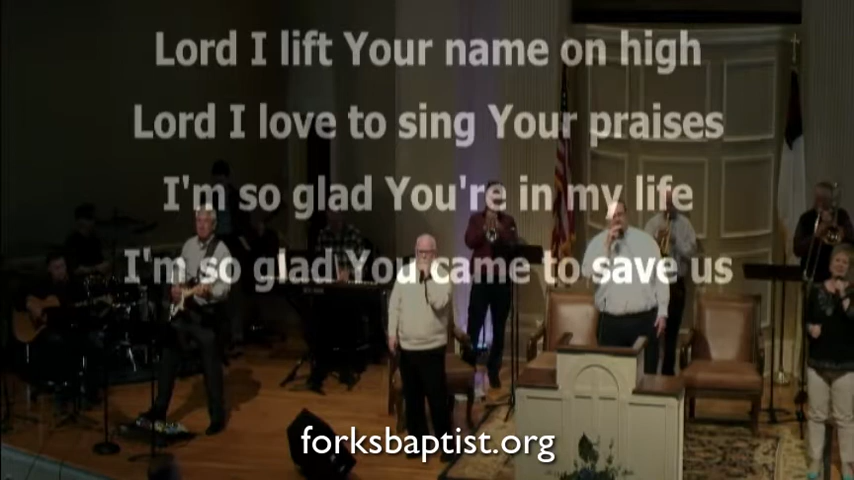 Lord I lift Your name on high
Lord I love to sing Your praises
I'm so glad You're in my life
I'm so glad You came to save us
forksbaptist.org